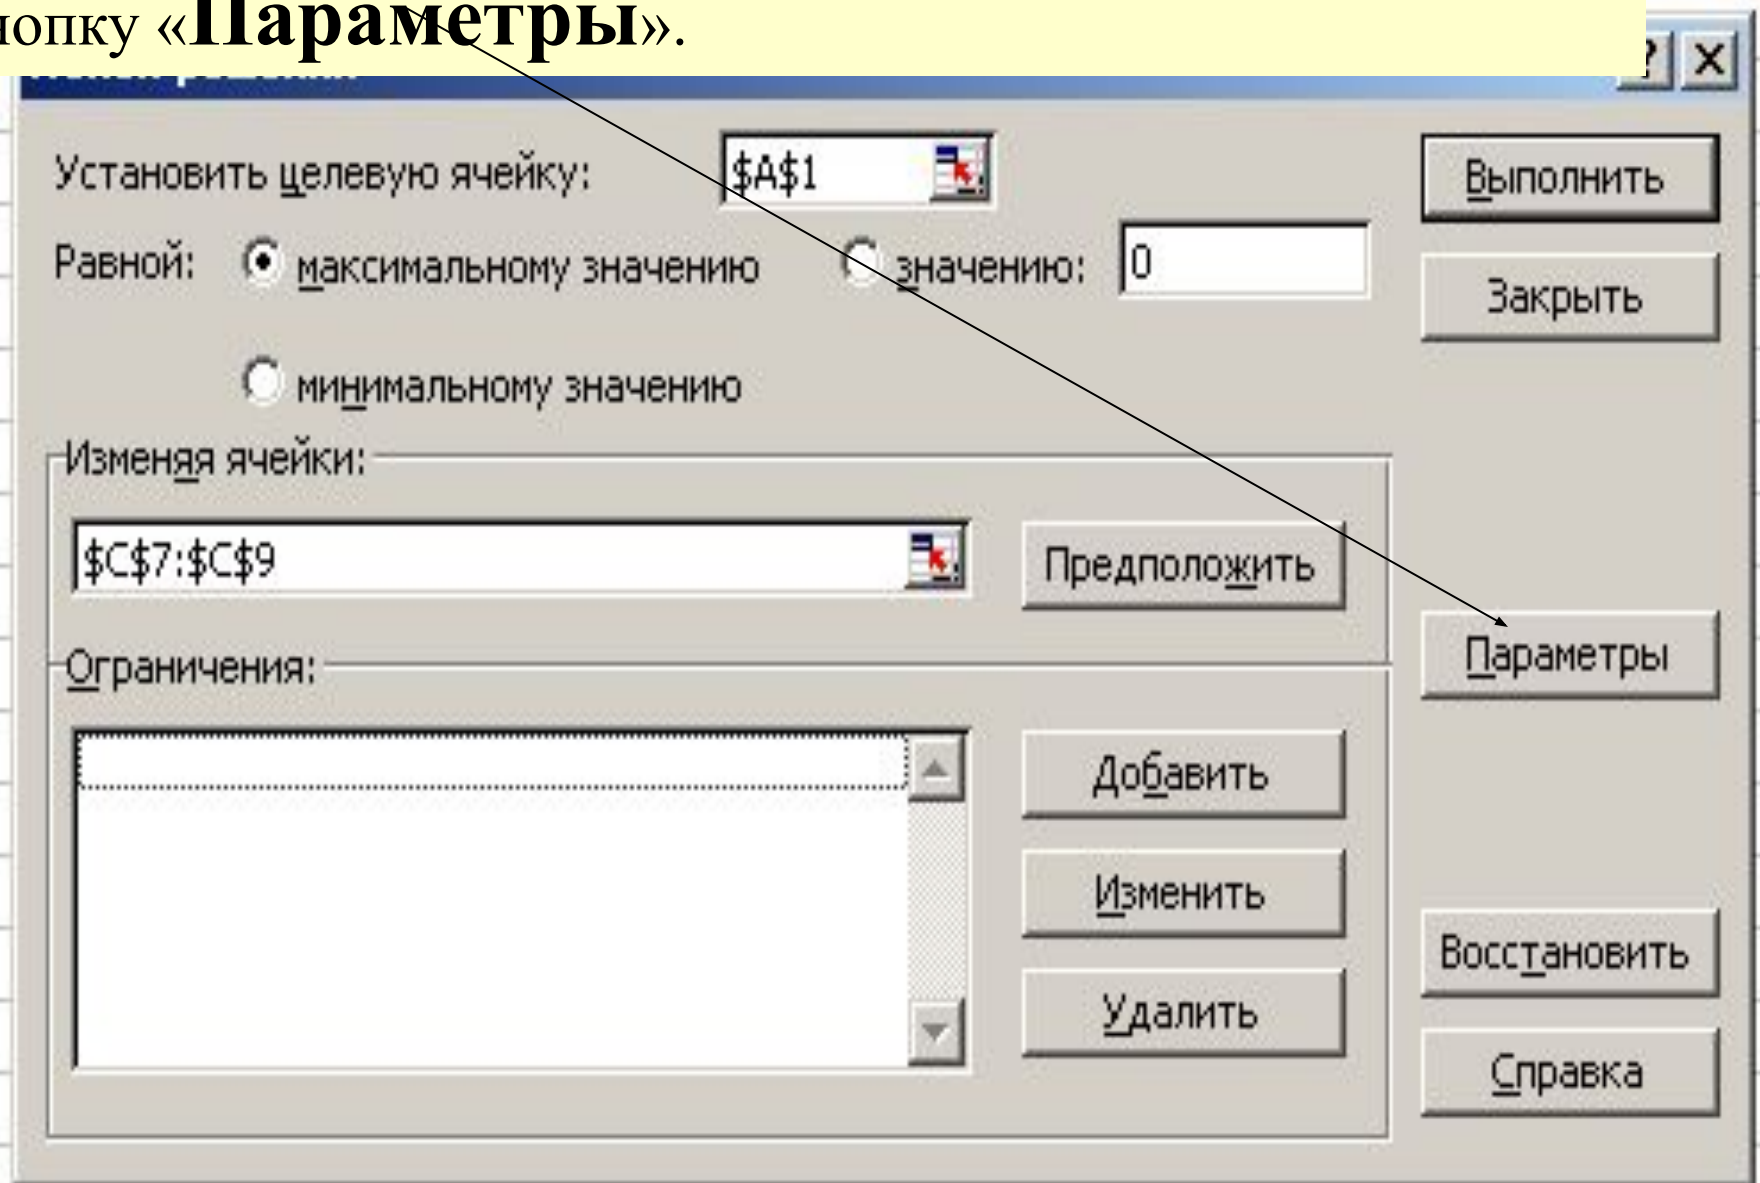 кнопку «Параметры».
Установить целевую ячейку: $A$1
Выполнить
Равной: максимальному значению значению: 0
Закрыть
минимальному значению
Изменяя ячейки:
$C$7:$C$9
Предположить
Параметры
Ограничения:
Добавить
Изменить
Восстановить
Удалить
Справка